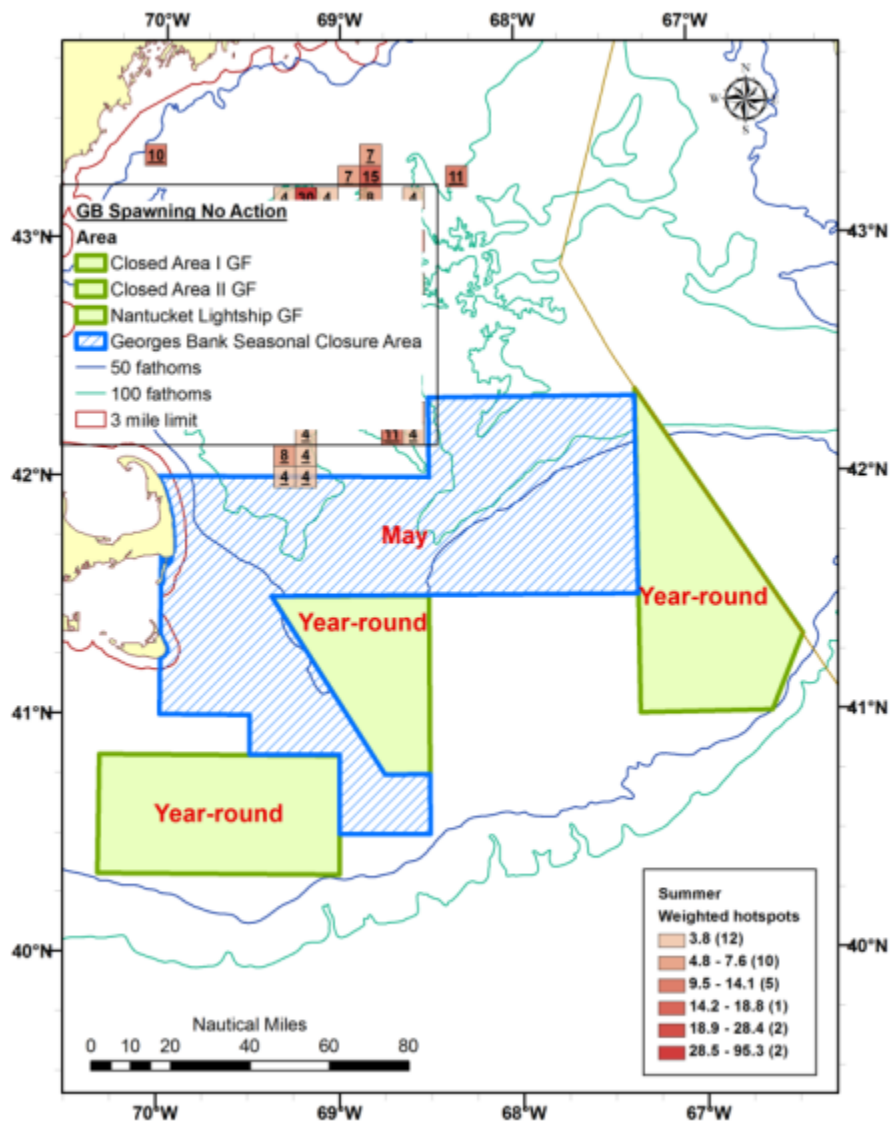 70°W 69°W 68°W 67°W
N
W E
S
10
7
7 15 11
4 30 4 8 4
GB Spawning No Action
43°N 43°N
Area
Closed Area I GF
Closed Area II GF
Nantucket Lightship GF
Georges Bank Seasonal Closure Area
50 fathoms
100 fathoms
3 mile limit
4 11 4
8 4
42°N 42°N
4 4
May
Year-round
Year-round
41°N 41°N
Year-round
Summer
Weighted hotspots
3.8 (12)
40°N 40°N
4.8 - 7.6 (10)
9.5 - 14.1 (5)
14.2 - 18.8 (1)
Nautical Miles
18.9 - 28.4 (2)
0 10 20 40 60 80
28.5 - 95.3 (2)
70°W 69°W 68°W 67°W